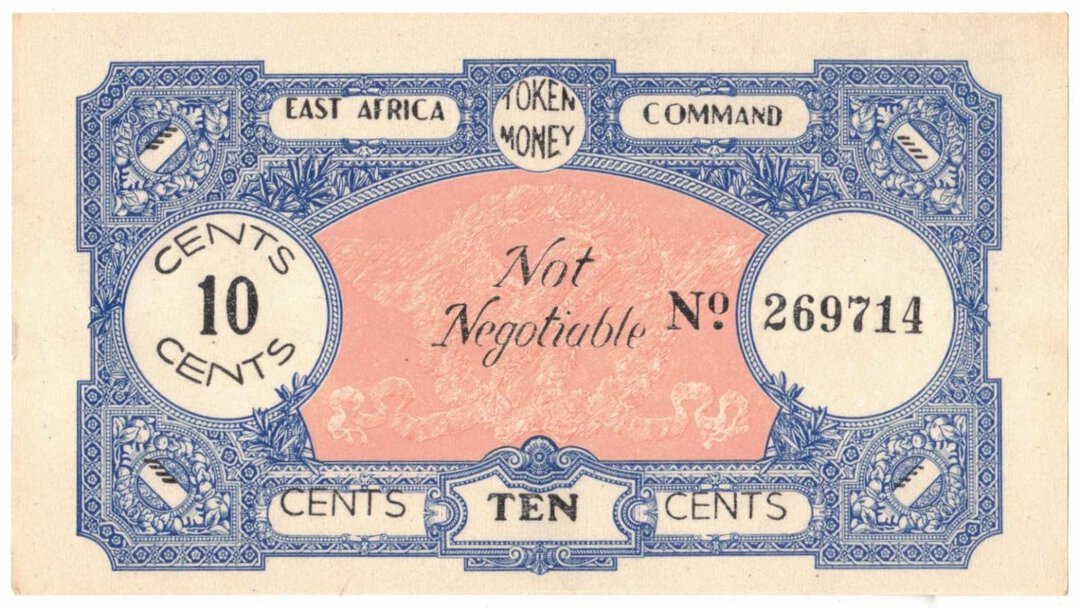 EAST AFRICA
TOKEN
MONEY
COMMAND
CENTS
10
CENTS
Not
Negotiable
Nº 269714
CENTS
TEN
CENTS